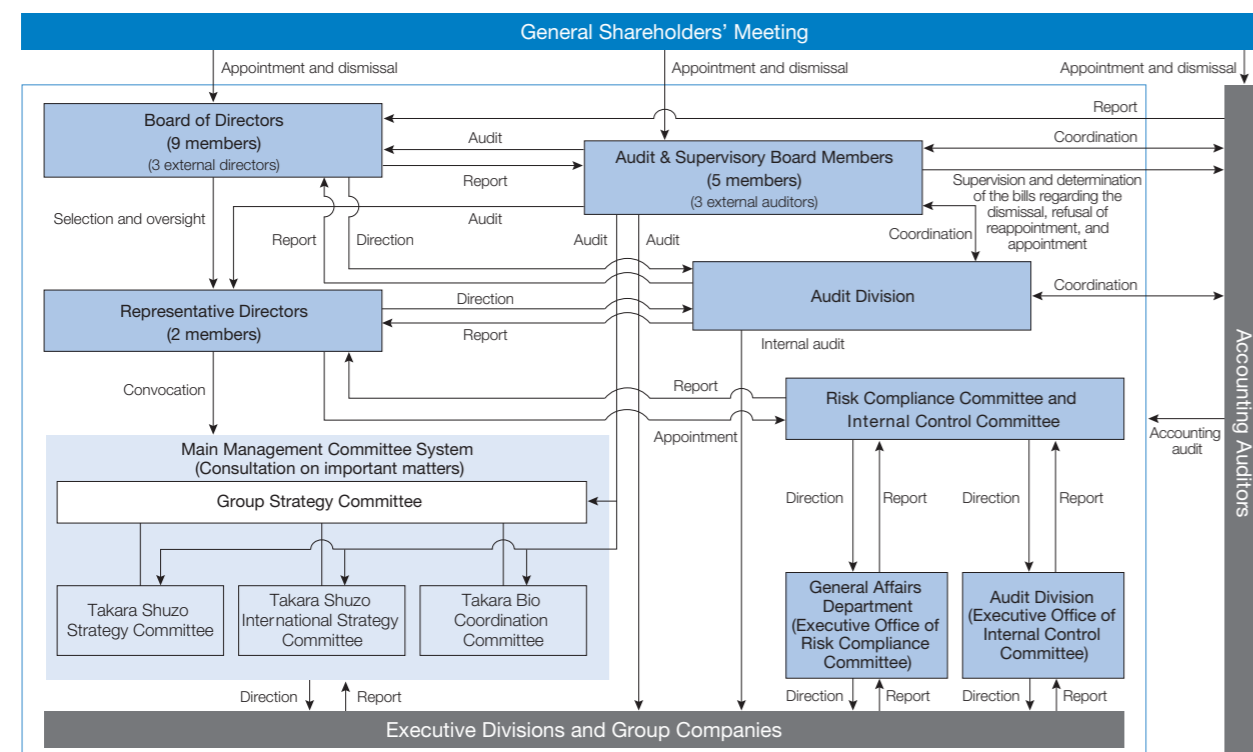 General Shareholders' Meeting
Appointment and dismissal
Appointment and dismissal
Appointment and dismissal
Board of Directors
(9 members)
(3 external directors)
Report
Audit
Report
Audit & Supervisory Board Members
(5 members)
(3 external auditors)
Coordination
Supervision and determination
of the bills regarding the
dismissal, refusal of
reappointment, and
appointment
Selection and oversight
Audit
Report
Direction
Audit
Audit
Coordination
Audit Division
Coordination
Representative Directors
(2 members)
Direction
Report
Internal audit
Convocation
Report
Appointment
Risk Compliance Committee and
Internal Control Committee
Accounting
audit
Accounting Auditors
Main Management Committee System
(Consultation on important matters)
Group Strategy Committee
Direction
Report
Direction
Report
Takara Shuzo
Strategy Committee
Takara Shuzo
International Strategy
Committee
Takara Bio
Coordination
Committee
General Affairs
Department
(Executive Office of
Risk Compliance
Committee)
Audit Division
(Executive Office of
Internal Control
Committee)
Direction
Report
Direction
Report
Direction
Report
Executive Divisions and Group Companies